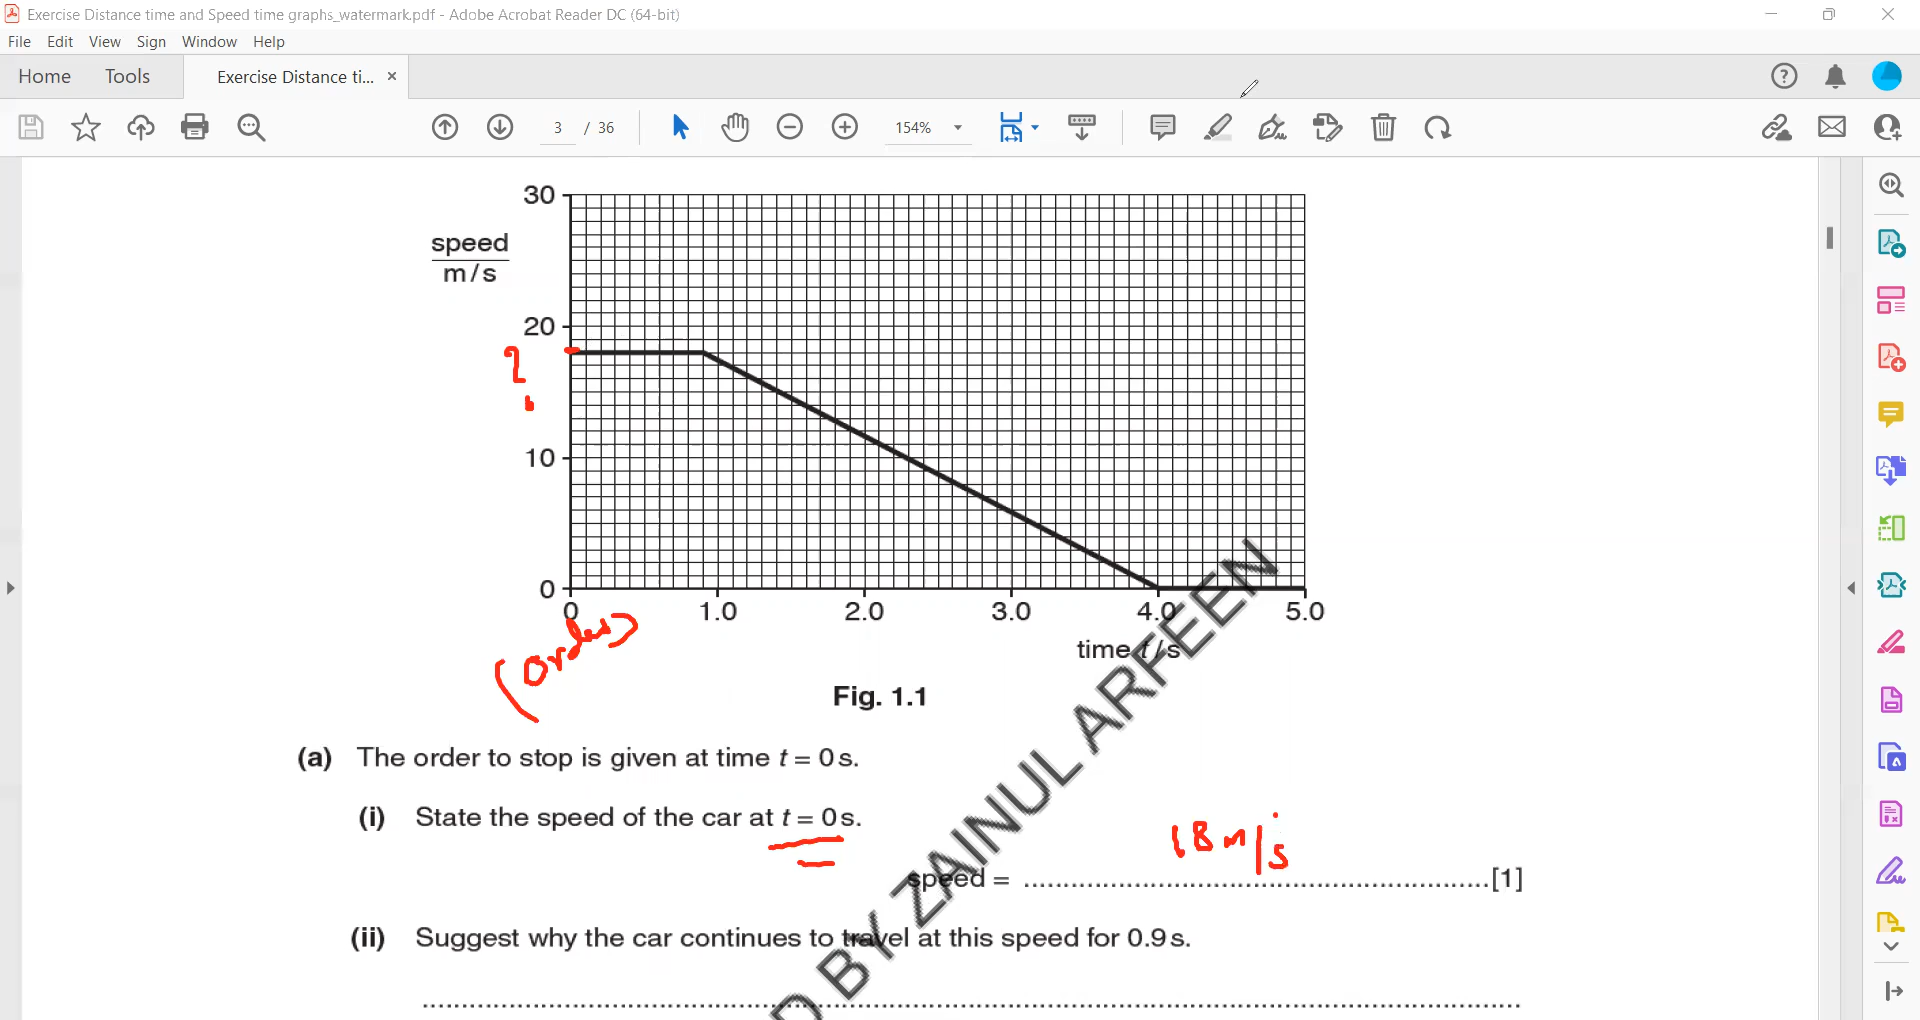 Exercise Distance time and Speed time graphs_watermark.pdf - Adobe Acrobat Reader DC (64-bit)
File Edit View Sign Window Help
Home Tools Exercise Distance ti... ×
3 / 36 154%
30
speed
m/s
20
?
10
0
0 1.0 2.0 3.0 4.0 5.0
(Order)
time t/s
Fig. 1.1
(a) The order to stop is given at time t = 0 s.
(i) State the speed of the car at t = 0 s.
18 m/s
speed = ..................................................[1]
(ii) Suggest why the car continues to travel at this speed for 0.9 s.
D BY ZAINUL ARFEEN